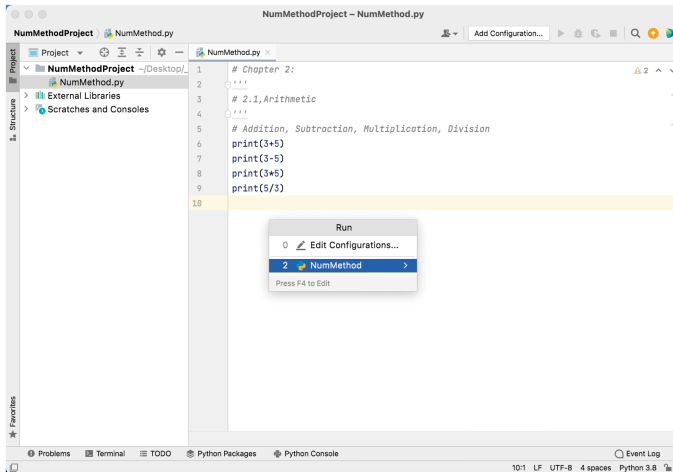 NumMethodProject – NumMethod.py
NumMethodProject NumMethod.py
Add Configuration...
Project
NumMethod.py
Project
NumMethodProject ~/Desktop/_
NumMethod.py
External Libraries
Scratches and Consoles
Structure
Favorites
2
1 # Chapter 2:
2 '''
3 # 2.1,Arithmetic
4 '''
5 # Addition, Subtraction, Multiplication, Division
6 print(3+5)
7 print(3-5)
8 print(3*5)
9 print(5/3)
10
Run
0 Edit Configurations...
2 NumMethod
Press F4 to Edit
Problems Terminal TODO Python Packages Python Console Event Log
10:1 LF UTF-8 4 spaces Python 3.8